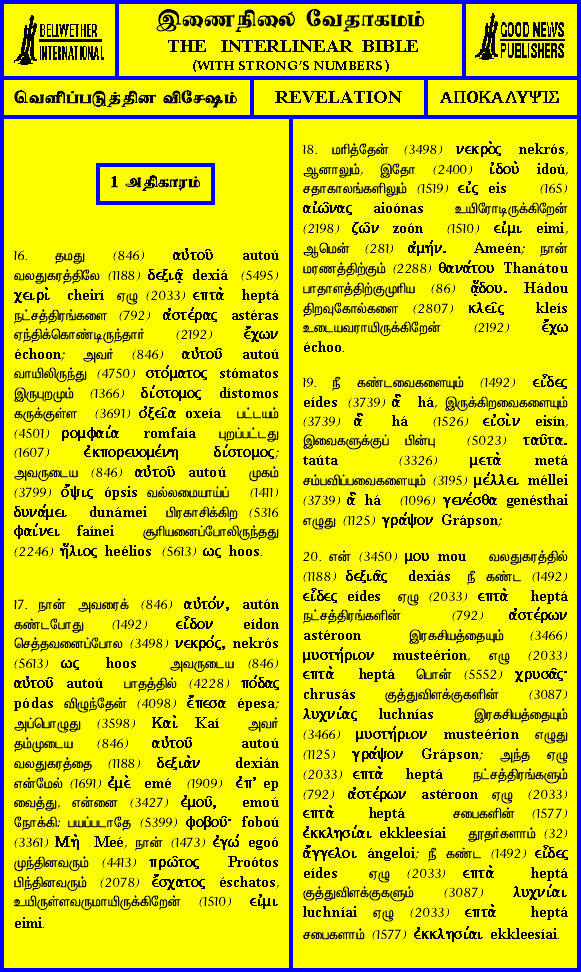 BELLWETHER
INTERNATIONAL
இணைநிலை வேதாகமம்
THE INTERLINEAR BIBLE
(WITH STRONG'S NUMBERS)
GOOD NEWS
PUBLISHERS
வெளிப்படுத்தின விசேஷம்
REVELATION
ΑΠΟΚΑΛΥΨΙΣ
1 அதிகாரம்
16. தமது (846) αὐτοῦ autoú
வலதுகரத்திலே (1188) δεξιᾷ dexiá (5495)
χειρὶ cheirí ஏழு (2033) επτὰ heptá
நட்சத்திரங்களை (792) ἀστέρας astéras
ஏந்திக்கொண்டிருந்தார் (2192) ἔχων
échoon; அவர் (846) αὐτοῦ autoú
வாயிலிருந்து (4750) στόματος stómatos
இருபுறமும் (1366) δίστομος dístomos
கருக்குள்ள (3691) ὀξεῖα oxeía பட்டயம்
(4501) ρομφαία romfaía புறப்பட்டது
(1607) ἐκπορευομένη δίστομος;
அவருடைய (846) αὐτοῦ autoú முகம்
(3799) ὄψις ópsis வல்லமையாய்ப் (1411)
δυνάμει dunámei பிரகாசிக்கிற (5316
φαίνει faínei சூரியனைப்போலிருந்தது
(2246) ἥλιος heélios (5613) ως hoos.
17. நான் அவரைக் (846) αὐτόν, autón
கண்டபோது (1492) εἶδον eídon
செத்தவனைப்போல (3498) νεκρός, nekrós
(5613) ως hoos அவருடைய (846)
αὐτοῦ autoú பாதத்தில் (4228) πόδας
pódas விழுந்தேன் (4098) ἔπεσα épesa;
அப்பொழுது (3598) Καὶ Kaí அவர்
தம்முடைய (846) αὐτοῦ autoú
வலதுகரத்தை (1188) δεξιὰν dexián
என்மேல் (1691) ἐμὲ emé (1909) ἐπ' ep
வைத்து, என்னை (3427) ἐμοῦ, emoú
நோக்கி: பயப்படாதே (5399) φοβοῦ· foboú
(3361) Μὴ Meé, நான் (1473) ἐγώ egoó
முந்தினவரும் (4413) πρῶτος Proótos
பிந்தினவரும் (2078) ἔσχατος éschatos,
உயிருள்ளவருமாயிருக்கிறேன் (1510) εἰμι
eimi.
18. மரித்தேன் (3498) νεκρὸς nekrós,
ஆனாலும், இதோ (2400) ἰδοὺ idoú,
சதாகாலங்களிலும் (1519) εἰς eis (165)
αἰῶνας aioónas உயிரோடிருக்கிறேன்
(2198) ζῶν zoón (1510) εἰμι eimi,
ஆமென் (281) ἀμήν. Ameén; நான்
மரணத்திற்கும் (2288) θανάτου Thanátou
பாதாளத்திற்குமுரிய (86) ᾅδου. Hádou
திறவுகோல்களை (2807) κλεῖς kleís
உடையவராயிருக்கிறேன் (2192) ἔχω
échoo.
19. நீ கண்டவைகளையும் (1492) εἶδες
eídes (3739) ἃ há, இருக்கிறவைகளையும்
(3739) ἃ há (1526) εἰσὶν eisín,
இவைகளுக்குப் பின்பு (5023) ταῦτα.
taúta (3326) μετὰ metá
சம்பவிப்பவைகளையும் (3195) μέλλει méllei
(3739) ἃ há (1096) γενέσθα genésthai
எழுது (1125) γράψον Grápson;
20. என் (3450) μου mou வலதுகரத்தில்
(1188) δεξιᾶς dexiás நீ கண்ட (1492)
εἶδες eídes ஏழு (2033) επτὰ heptá
நட்சத்திரங்களின் (792) ἀστέρων
astéroon இரகசியத்தையும் (3466)
μυστήριον musteérion, எழு (2033)
επτὰ heptá பொன் (5552) χρυσᾶς·
chrusás குத்துவிளக்குகளின் (3087)
λυχνίας luchnías இரகசியத்தையும்
(3466) μυστήριον musteérion எழுது
(1125) γράψον Grápson; அந்த ஏழு
(2033) επτὰ heptá நட்சத்திரங்களும்
(792) ἀστέρων astéroon ஏழு (2033)
επτὰ heptá சபைகளின் (1577)
ἐκκλησίαι ekkleesíai தூதர்களாம் (32)
ἄγγελοι ángeloi; நீ கண்ட (1492) εἶδες
eídes ஏழு (2033) επτὰ heptá
குத்துவிளக்குகளும் (3087) λυχνίαι
luchníai ஏழு (2033) επτὰ heptá
சபைகளாம் (1577) ἐκκλησίαι ekkleesíai.